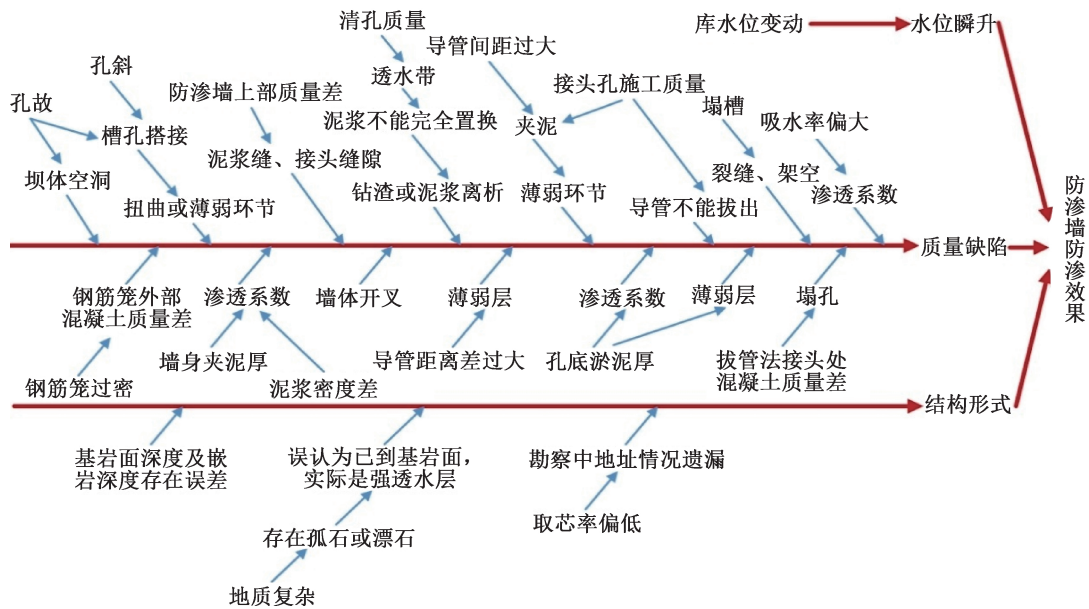 清孔质量
库水位变动
水位瞬升
导管间距过大
孔斜
透水带
接头孔施工质量
孔故
防渗墙上部质量差
塌槽
槽孔搭接
泥浆不能完全置换
夹泥
吸水率偏大
泥浆缝、接头缝隙
坝体空洞
钻渣或泥浆离析
薄弱环节
裂缝、架空
渗透系数
扭曲或薄弱环节
导管不能拔出
质量缺陷
防渗墙防渗效果
钢筋笼外部
混凝土质量差
渗透系数
墙体开叉
薄弱层
渗透系数
薄弱层
塌孔
墙身夹泥厚
导管距离差过大
孔底淤泥厚
拔管法接头处
混凝土质量差
钢筋笼过密
泥浆密度差
结构形式
基岩面深度及嵌
岩深度存在误差
误认为已到基岩面，
实际是强透水层
勘察中地址情况遗漏
取芯率偏低
存在孤石或漂石
地质复杂